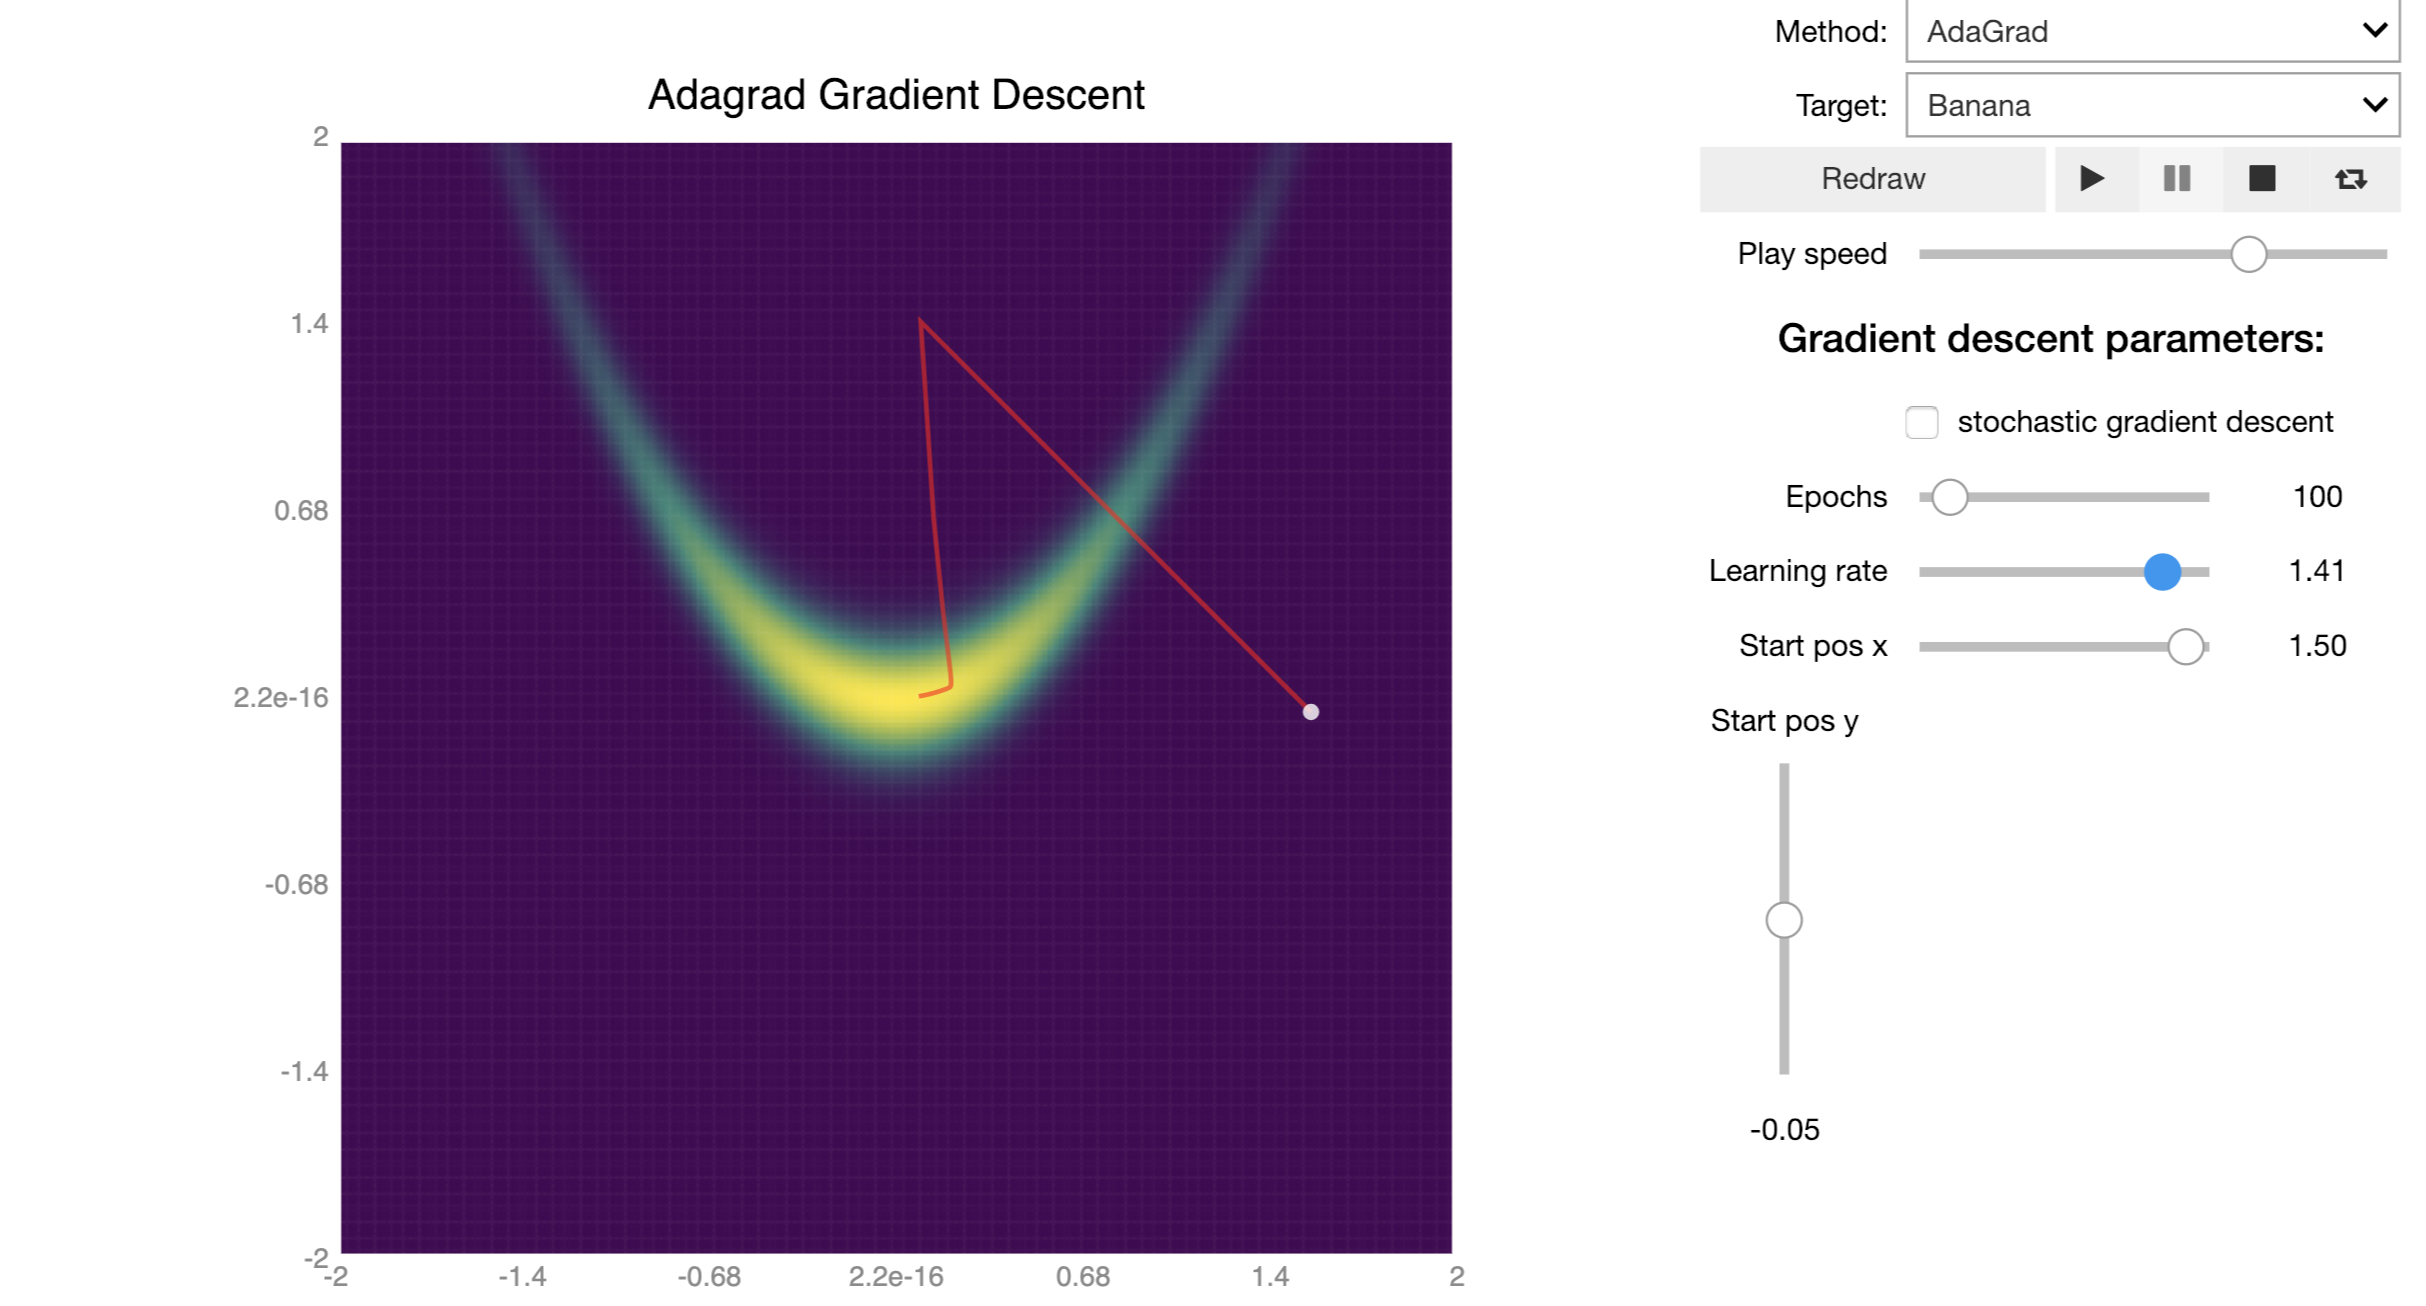 Adagrad Gradient Descent
2
1.4
0.68
2.2e-16
-0.68
-1.4
-2
-2 -1.4 -0.68 2.2e-16 0.68 1.4 2
Method: AdaGrad
Target: Banana
Redraw
Play speed
Gradient descent parameters:
stochastic gradient descent
Epochs 100
Learning rate 1.41
Start pos x 1.50
Start pos y
-0.05